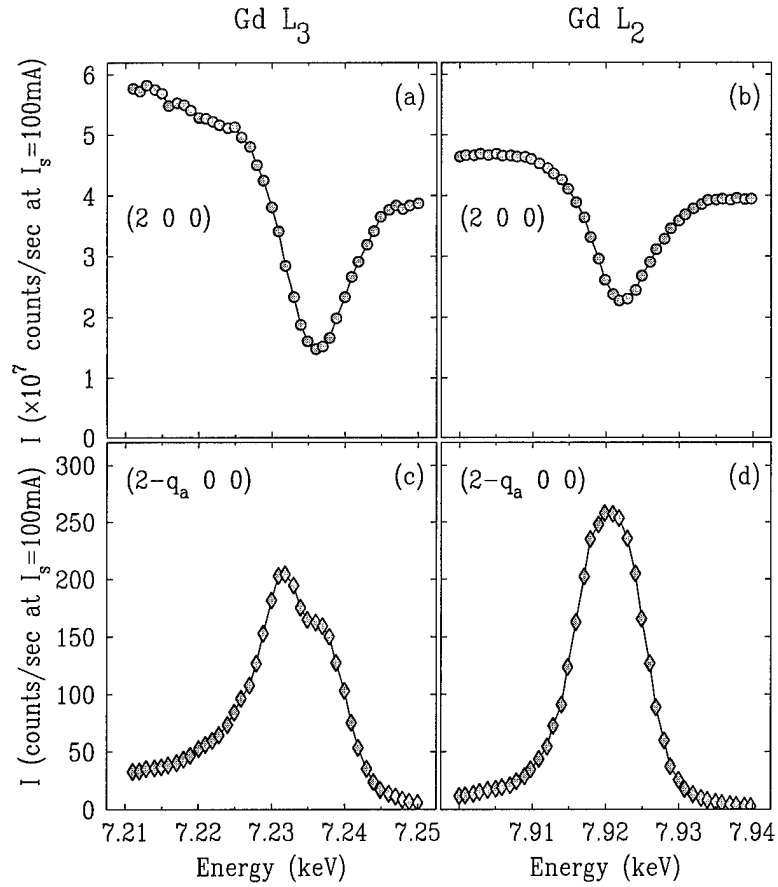 Gd L₃
Gd L₂
I (×10⁷ counts/sec at Iₛ=100mA)
6
5
4
3
2
1
0
(a)
(2 0 0)
(b)
(2 0 0)
I (counts/sec at Iₛ=100mA)
300
250
200
150
100
50
0
(2-qₐ 0 0)
(c)
(2-qₐ 0 0)
(d)
7.21 7.22 7.23 7.24 7.25
7.91 7.92 7.93 7.94
Energy (keV)
Energy (keV)